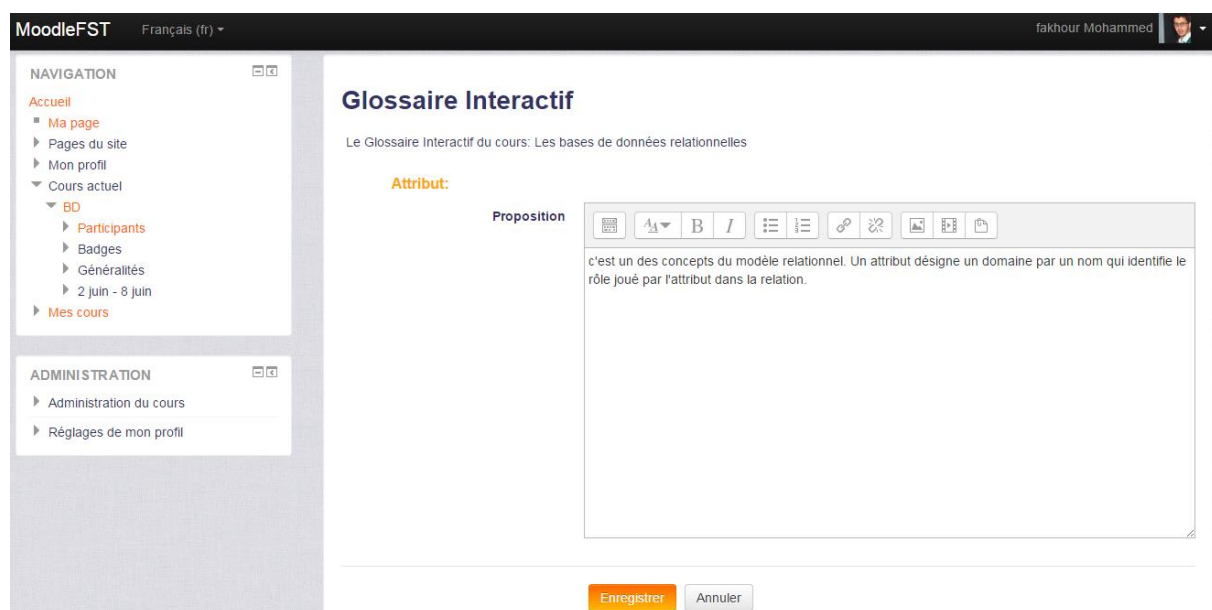 MoodleFST Français (fr)
fakhour Mohammed
NAVIGATION
Accueil
Ma page
Pages du site
Mon profil
Cours actuel
BD
Participants
Badges
Généralités
2 juin - 8 juin
Mes cours
ADMINISTRATION
Administration du cours
Réglages de mon profil
Glossaire Interactif
Le Glossaire Interactif du cours: Les bases de données relationnelles
Attribut:
Proposition
B I
c'est un des concepts du modèle relationnel. Un attribut désigne un domaine par un nom qui identifie le
rôle joué par l'attribut dans la relation.
Enregistrer Annuler